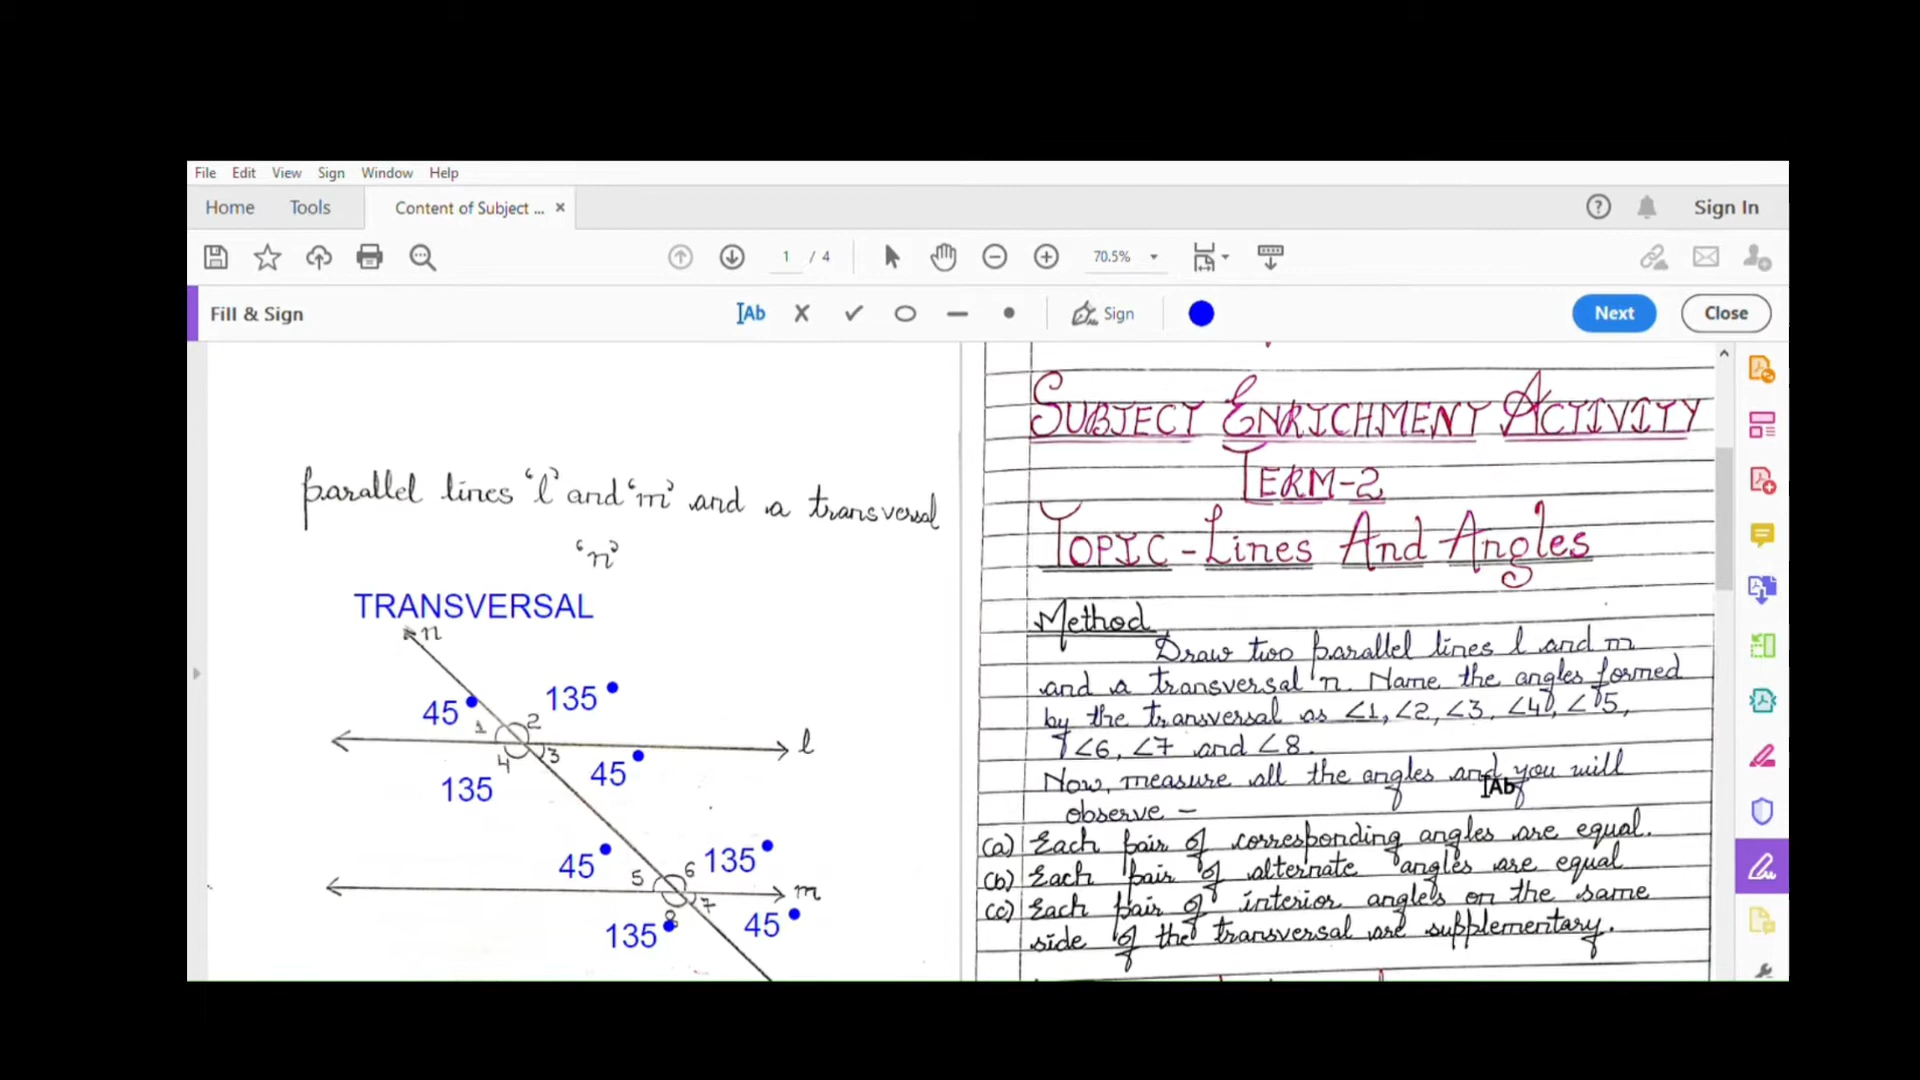 File Edit View Sign Window Help
Home Tools Content of Subject ... × Sign In
1 / 4 70.5%
Fill & Sign Ab Sign Next Close
parallel lines 'l' and 'm' and a transversal
'n'
TRANSVERSAL
n
45 135
1 2
l
4 3
135 45
45 135
5 6
m
8 7
135 45
SUBJECT ENRICHMENT ACTIVITY
TERM-2
TOPIC - Lines And Angles
Method
Draw two parallel lines l and m
and a transversal n. Name the angles formed
by the transversal as ∠1, ∠2, ∠3, ∠4, ∠5,
∠6, ∠7 and ∠8.
Now, measure all the angles and you will
Ab
observe –
(a) Each pair of corresponding angles are equal.
(b) Each pair of alternate angles are equal
(c) Each pair of interior angles on the same
side of the transversal are supplementary.